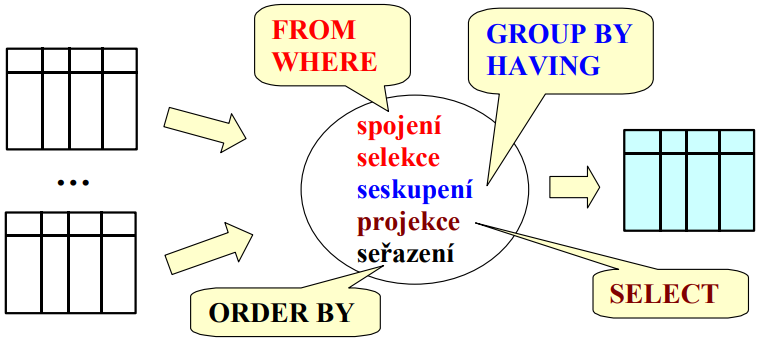 FROM
WHERE
GROUP BY
HAVING
spojení
selekce
seskupení
projekce
seřazení
...
ORDER BY
SELECT